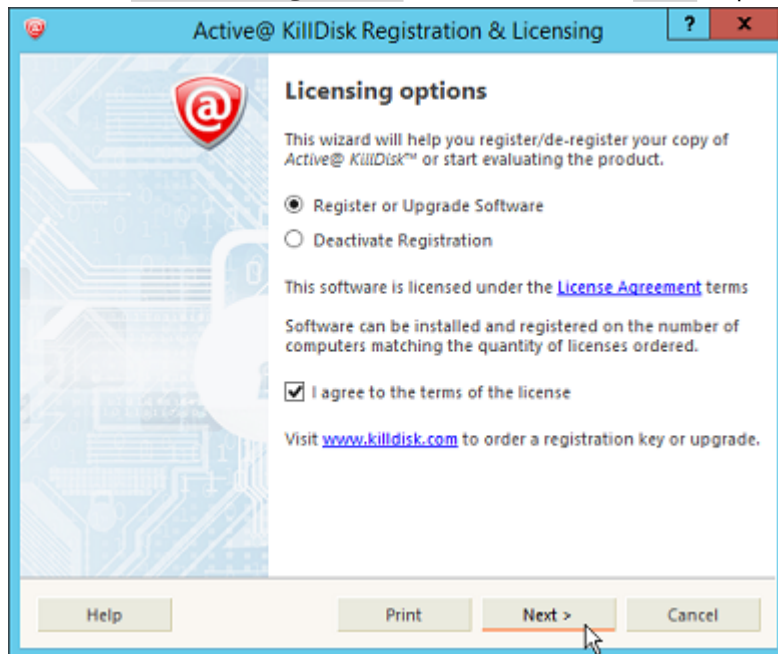 Active@ KillDisk Registration & Licensing
?
x
@
Licensing options
This wizard will help you register/de-register your copy of
Active@ KillDisk™ or start evaluating the product.
Register or Upgrade Software
Deactivate Registration
This software is licensed under the License Agreement terms
Software can be installed and registered on the number of
computers matching the quantity of licenses ordered.
I agree to the terms of the license
Visit www.killdisk.com to order a registration key or upgrade.
Help
Print
Next >
Cancel